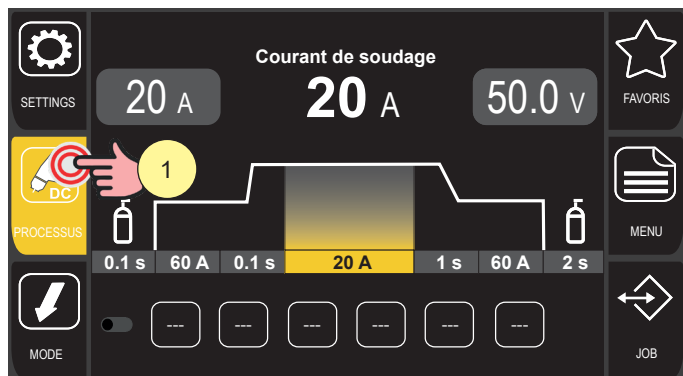 SETTINGS
Courant de soudage
FAVORIS
20 A
20 A
50.0 V
DC
1
PROCESSUS
MENU
0.1 s 60 A 0.1 s 20 A 1 s 60 A 2 s
--- --- --- --- --- ---
MODE
JOB